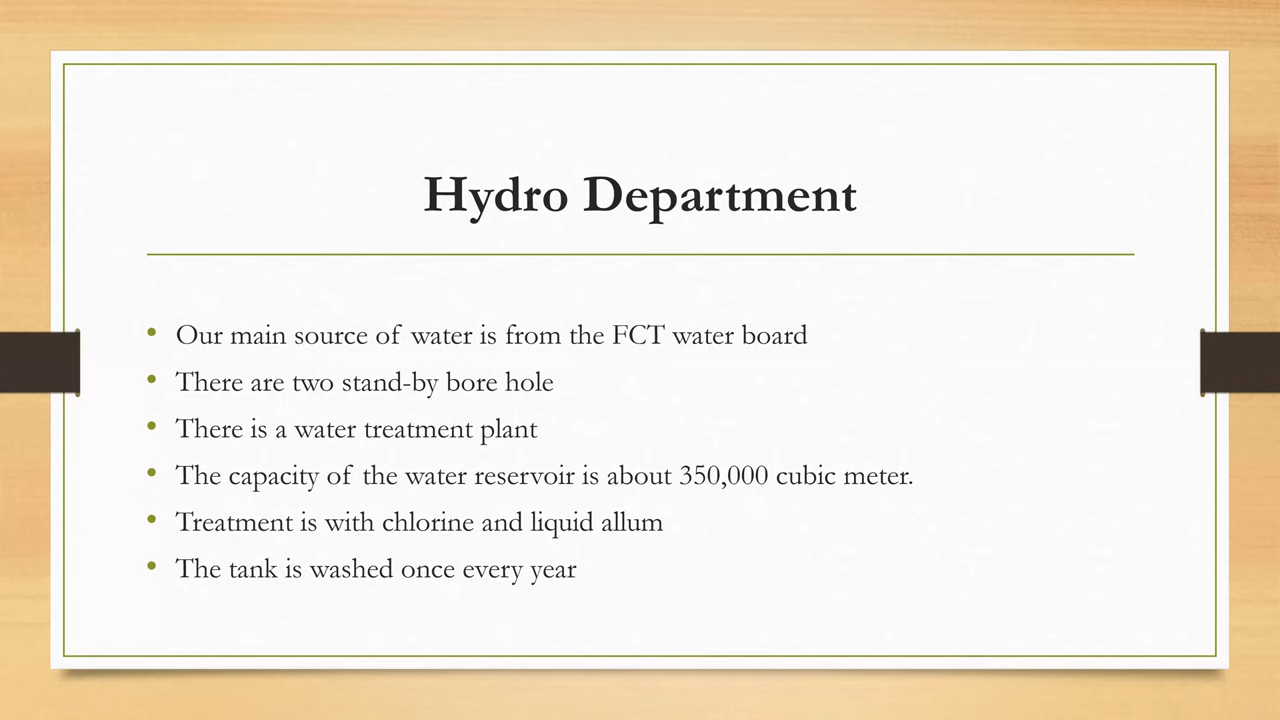 Hydro Department
• Our main source of water is from the FCT water board
• There are two stand-by bore hole
• There is a water treatment plant
• The capacity of the water reservoir is about 350,000 cubic meter.
• Treatment is with chlorine and liquid allum
• The tank is washed once every year